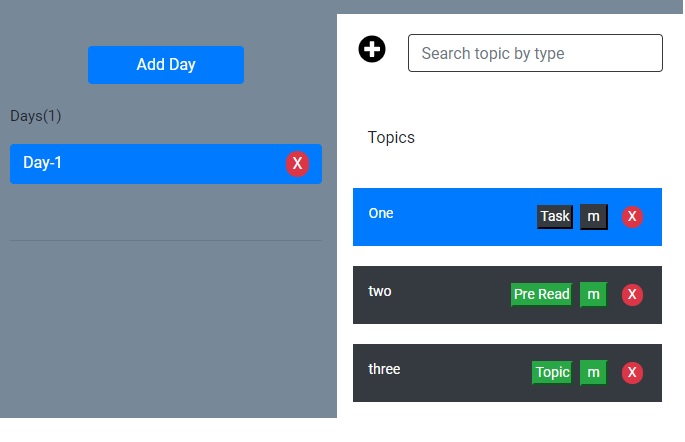 Add Day
Days(1)
Day-1 X
Search topic by type
Topics
One Task m X
two Pre Read m X
three Topic m X